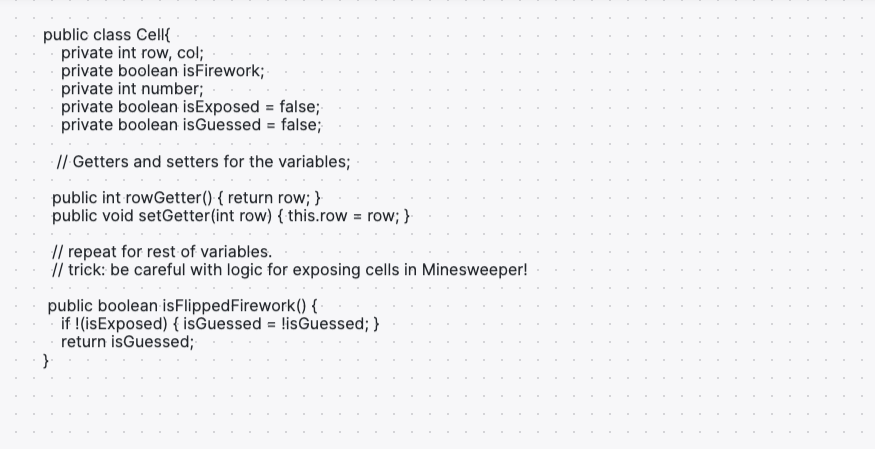 public class Cell{
private int row, col;
private boolean isFirework;
private int number;
private boolean isExposed = false;
private boolean isGuessed = false;
// Getters and setters for the variables;
public int rowGetter() { return row; }
public void setGetter(int row) { this.row = row; }
// repeat for rest of variables.
// trick: be careful with logic for exposing cells in Minesweeper!
public boolean isFlippedFirework() {
if !(isExposed) { isGuessed = !isGuessed; }
return isGuessed;
}